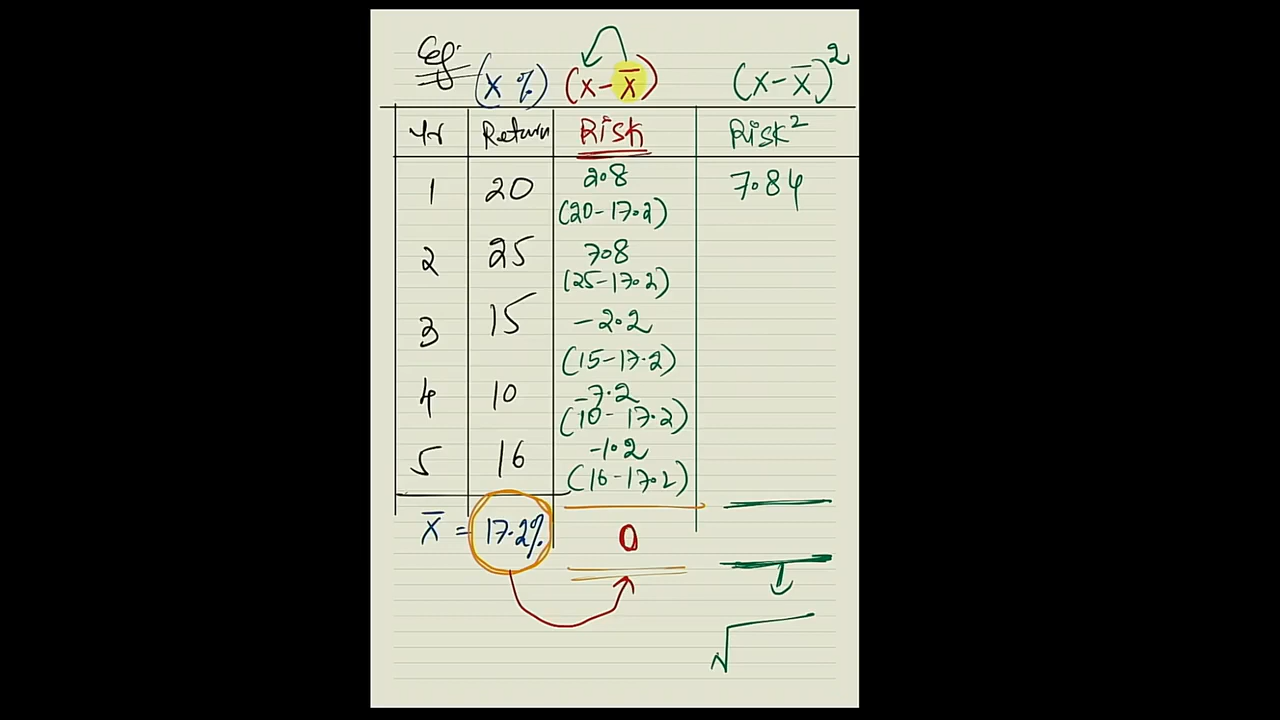 Eg:
(x %) (x - x̄) (x - x̄)²
Yr Return Risk Risk²
1 20 2.8 7.84
(20-17.2)
2 25 7.8
(25-17.2)
3 15 -2.2
(15-17.2)
4 10 -7.2
(10-17.2)
5 16 -1.2
(16-17.2)
x̄ = 17.2% 0
√